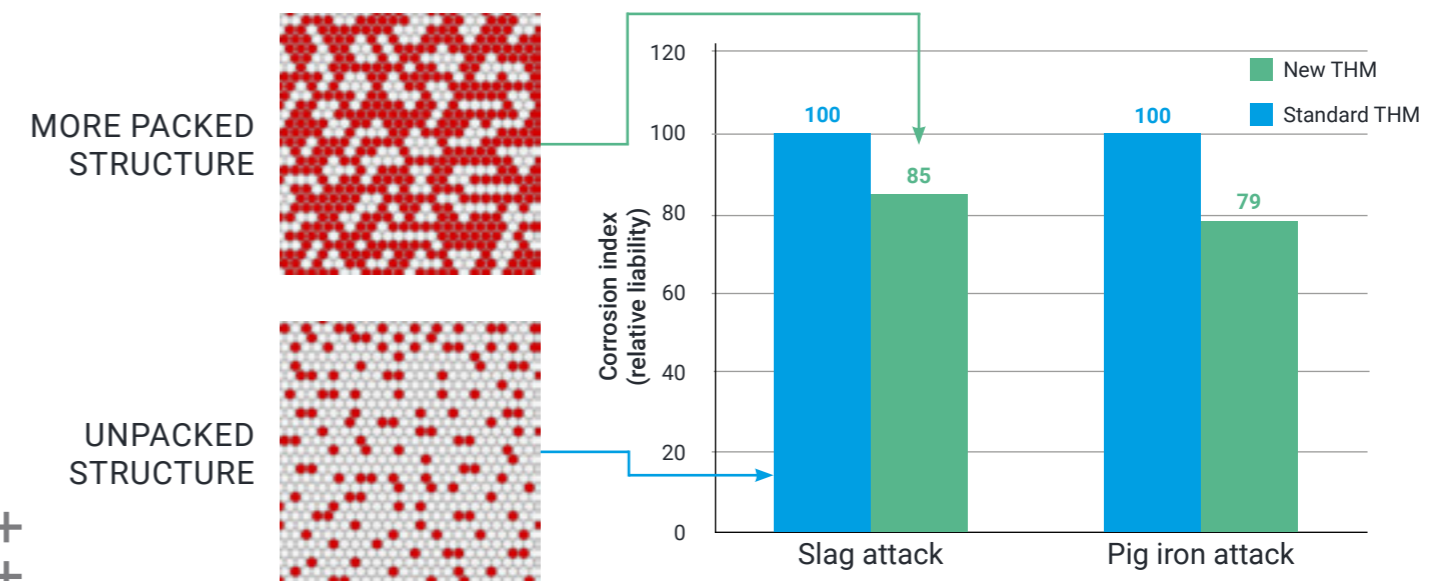 MORE PACKED
STRUCTURE
UNPACKED
STRUCTURE
+
+
Corrosion index
(relative liability)
120
100
80
60
40
20
0
100
85
100
79
New THM
Standard THM
Slag attack
Pig iron attack